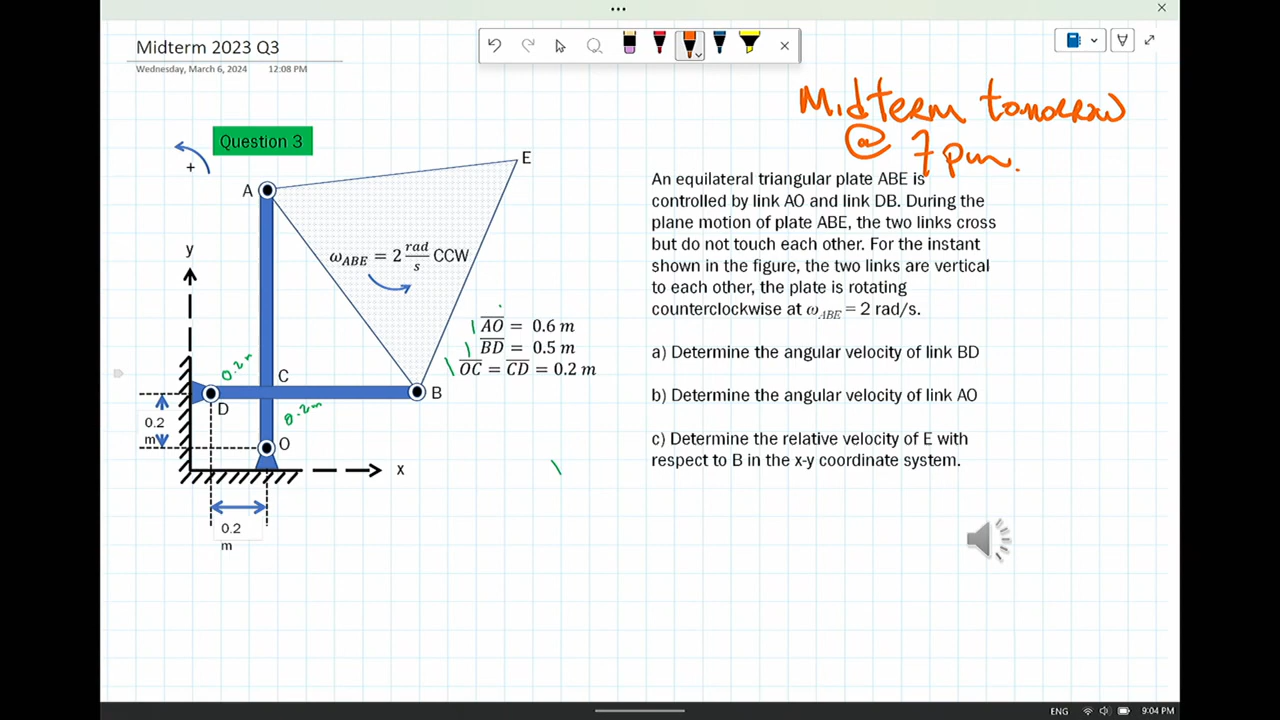 Midterm 2023 Q3
Wednesday, March 6, 2024 12:08 PM
Midterm tomorrow
@ 7 pm.
Question 3
+
A
E
y
ω_ABE = 2 rad/s CCW
AO = 0.6 m
BD = 0.5 m
OC = CD = 0.2 m
0.2 m
C
B
D
0.2 m
0.2
m
O
x
0.2
m
An equilateral triangular plate ABE is
controlled by link AO and link DB. During the
plane motion of plate ABE, the two links cross
but do not touch each other. For the instant
shown in the figure, the two links are vertical
to each other, the plate is rotating
counterclockwise at ω_ABE = 2 rad/s.
a) Determine the angular velocity of link BD
b) Determine the angular velocity of link AO
c) Determine the relative velocity of E with
respect to B in the x-y coordinate system.
ENG 9:04 PM